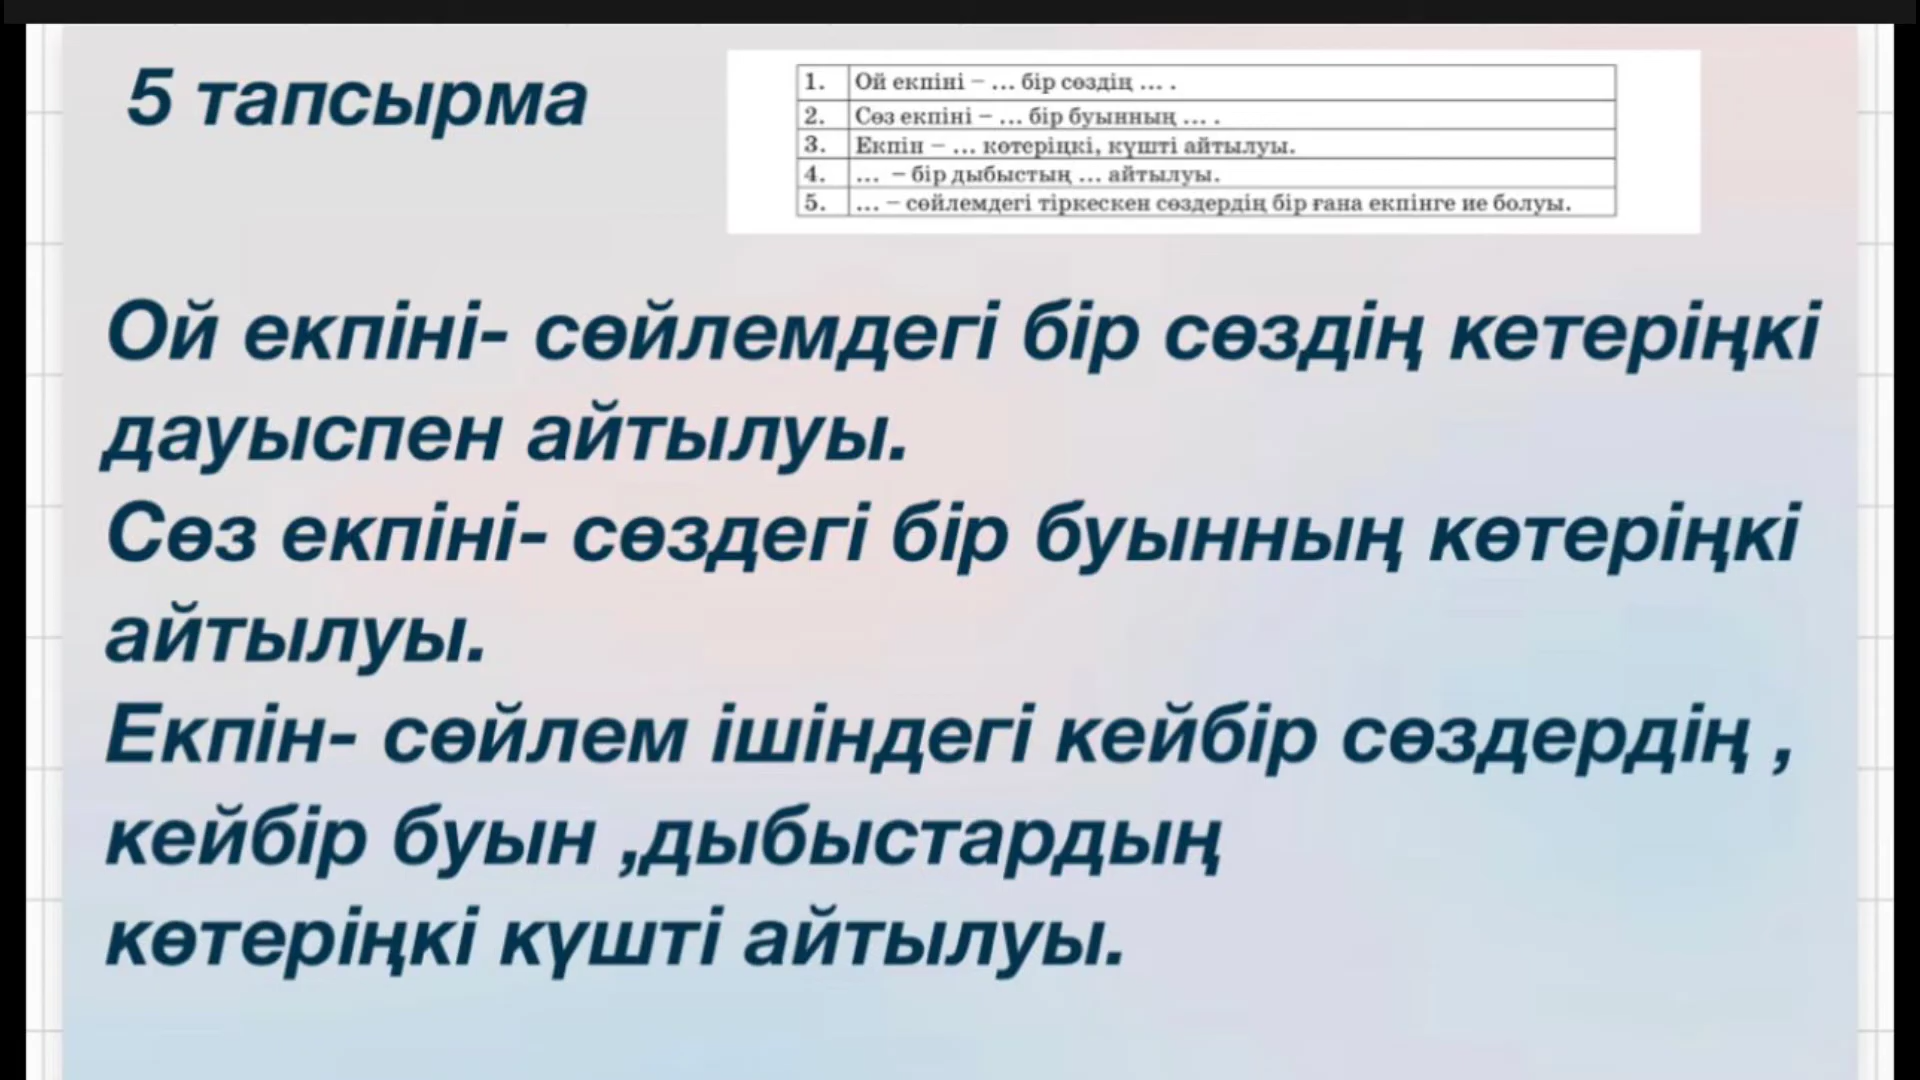 5 тапсырма
1. Ой екпіні – ... бір сөздің ... .
2. Сөз екпіні – ... бір буынның ... .
3. Екпін – ... көтеріңкі, күшті айтылуы.
4. ... – бір дыбыстың ... айтылуы.
5. ... – сөйлемдегі тіркескен сөздердің бір ғана екпінге ие болуы.
Ой екпіні- сөйлемдегі бір сөздің кетеріңкі
дауыспен айтылуы.
Сөз екпіні- сөздегі бір буынның көтеріңкі
айтылуы.
Екпін- сөйлем ішіндегі кейбір сөздердің ,
кейбір буын ,дыбыстардың
көтеріңкі күшті айтылуы.